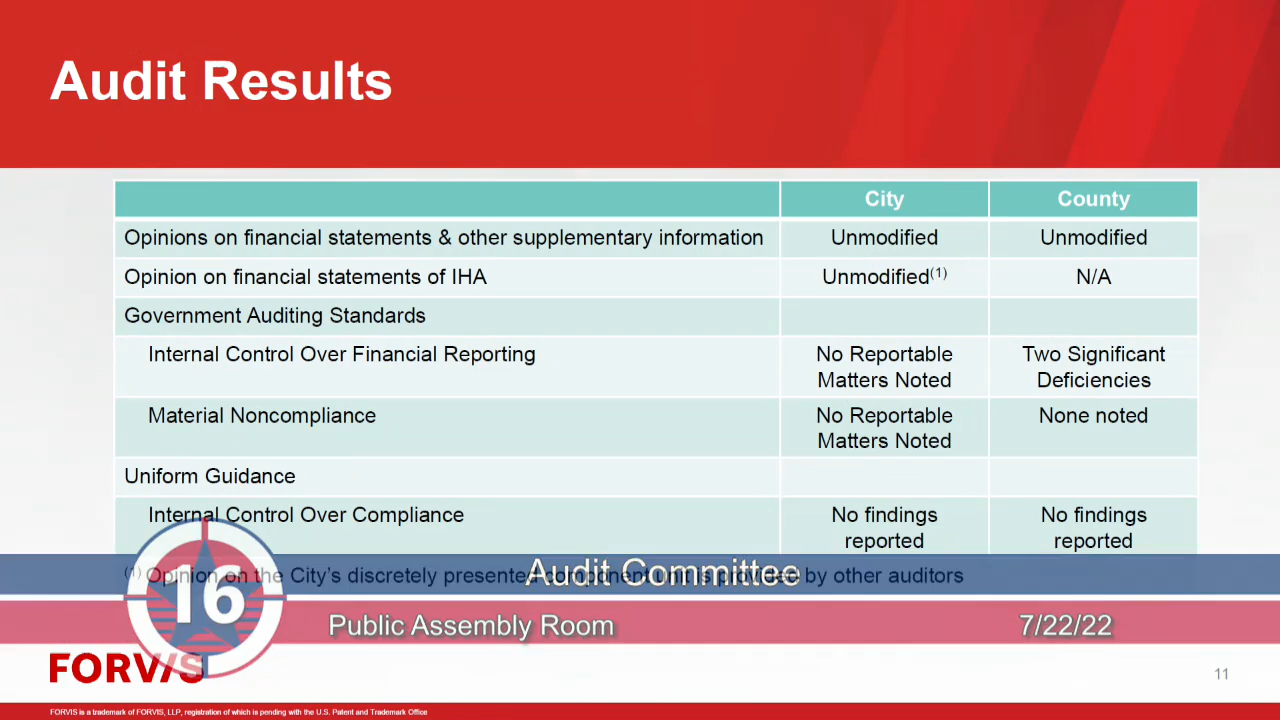 Audit Results
City County
Opinions on financial statements & other supplementary information Unmodified Unmodified
Opinion on financial statements of IHA Unmodified(1) N/A
Government Auditing Standards
Internal Control Over Financial Reporting No Reportable Two Significant
Matters Noted Deficiencies
Material Noncompliance No Reportable None noted
Matters Noted
Uniform Guidance
Internal Control Over Compliance No findings No findings
reported reported
(1) Opinion on the City's discretely presented component unit is provided by other auditors
Audit Committee
16
Public Assembly Room 7/22/22
FORVIS
11
FORVIS is a trademark of FORVIS, LLP, registration of which is pending with the U.S. Patent and Trademark Office